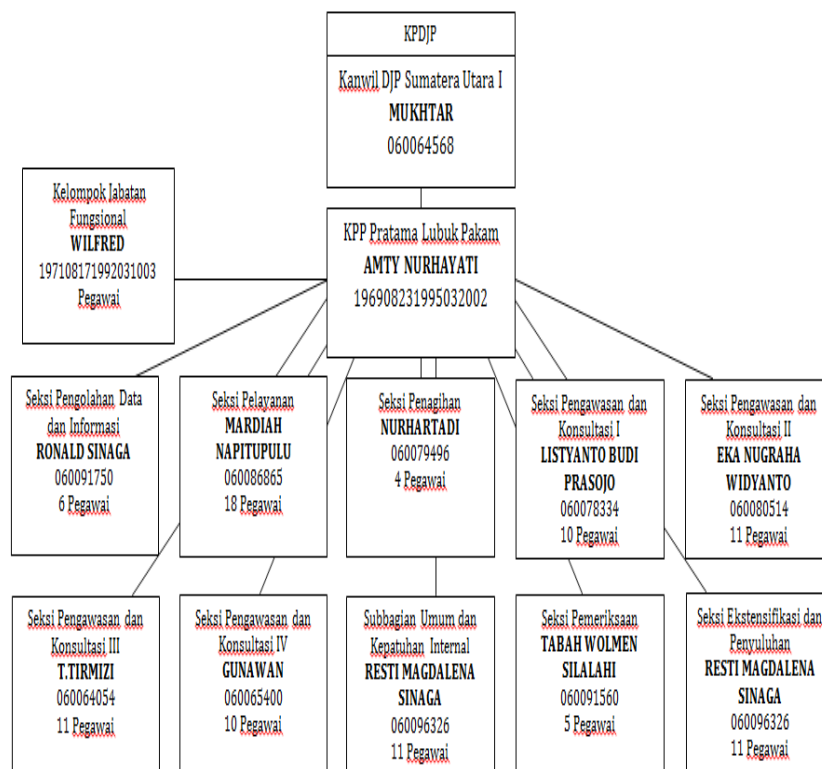 KPDJP
Kanwil DJP Sumatera Utara I
MUKHTAR
060064568
Kelompok Jabatan
Fungsional
WILFRED
197108171992031003
Pegawai
KPP Pratama Lubuk Pakam
AMTY NURHAYATI
196908231995032002
Seksi Pengolahan Data
dan Informasi
RONALD SINAGA
060091750
6 Pegawai
Seksi Pelayanan
MARDIAH
NAPITUPULU
060086865
18 Pegawai
Seksi Penagihan
NURHARTADI
060079496
4 Pegawai
Seksi Pengawasan dan
Konsultasi I
LISTYANTO BUDI
PRASOJO
060078334
10 Pegawai
Seksi Pengawasan dan
Konsultasi II
EKA NUGRAHA
WIDYANTO
060080514
11 Pegawai
Seksi Pengawasan dan
Konsultasi III
T.TIRMIZI
060064054
11 Pegawai
Seksi Pengawasan dan
Konsultasi IV
GUNAWAN
060065400
10 Pegawai
Subbagian Umum dan
Kepatuhan Internal
RESTI MAGDALENA
SINAGA
060096326
11 Pegawai
Seksi Pemeriksaan
TABAH WOLMEN
SILALAHI
060091560
5 Pegawai
Seksi Ekstensifikasi dan
Penyuluhan
RESTI MAGDALENA
SINAGA
060096326
11 Pegawai